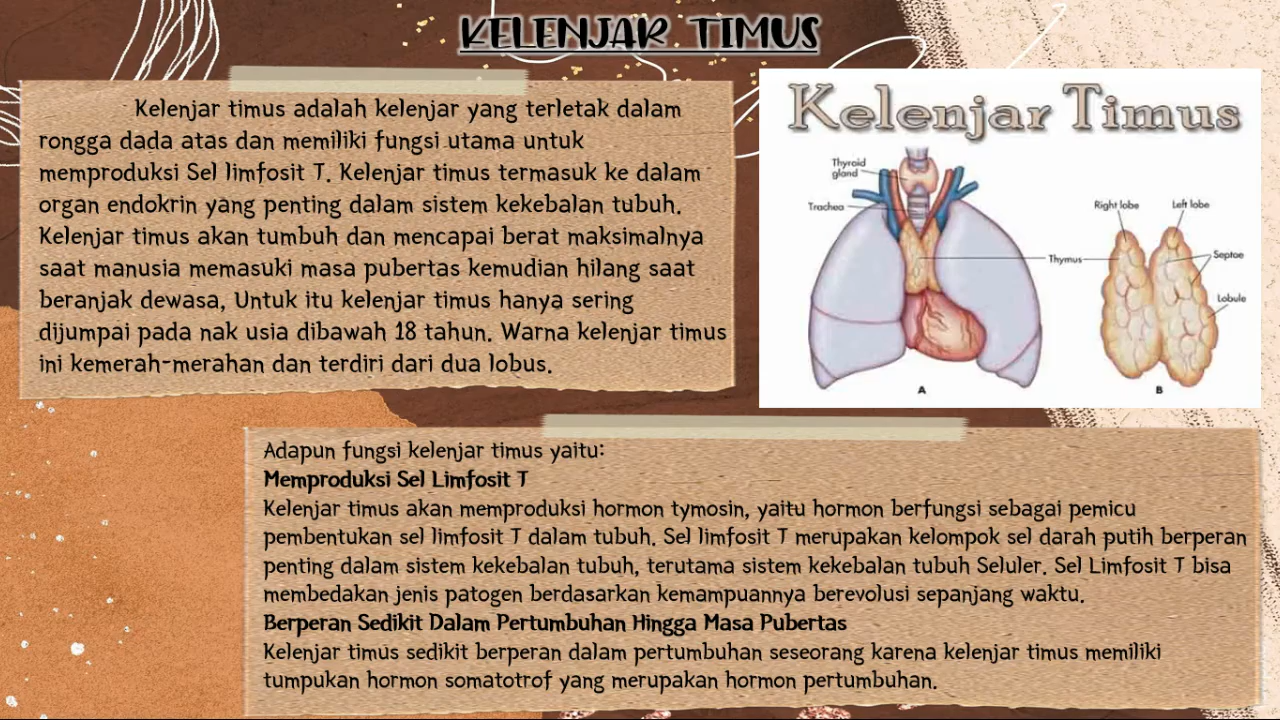 KELENJAR TIMUS
Kelenjar timus adalah kelenjar yang terletak dalam
rongga dada atas dan memiliki fungsi utama untuk
memproduksi Sel limfosit T. Kelenjar timus termasuk ke dalam
organ endokrin yang penting dalam sistem kekebalan tubuh.
Kelenjar timus akan tumbuh dan mencapai berat maksimalnya
saat manusia memasuki masa pubertas kemudian hilang saat
beranjak dewasa, Untuk itu kelenjar timus hanya sering
dijumpai pada nak usia dibawah 18 tahun. Warna kelenjar timus
ini kemerah-merahan dan terdiri dari dua lobus.
Kelenjar Timus
Thyroid
gland
Trachea
Thymus
A
Right lobe
Left lobe
Septae
Lobule
B
Adapun fungsi kelenjar timus yaitu:
Memproduksi Sel Limfosit T
Kelenjar timus akan memproduksi hormon tymosin, yaitu hormon berfungsi sebagai pemicu
pembentukan sel limfosit T dalam tubuh. Sel limfosit T merupakan kelompok sel darah putih berperan
penting dalam sistem kekebalan tubuh, terutama sistem kekebalan tubuh Seluler. Sel Limfosit T bisa
membedakan jenis patogen berdasarkan kemampuannya berevolusi sepanjang waktu.
Berperan Sedikit Dalam Pertumbuhan Hingga Masa Pubertas
Kelenjar timus sedikit berperan dalam pertumbuhan seseorang karena kelenjar timus memiliki
tumpukan hormon somatotrof yang merupakan hormon pertumbuhan.